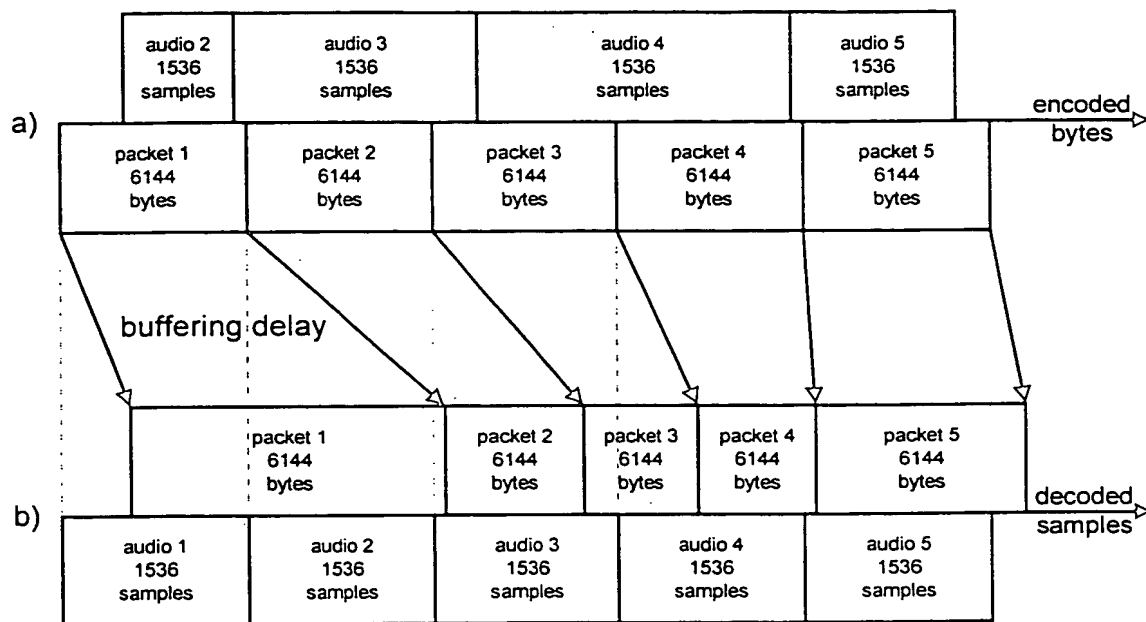 audio 2
1536
samples
audio 3
1536
samples
audio 4
1536
samples
audio 5
1536
samples
a)
encoded
bytes
packet 1
6144
bytes
packet 2
6144
bytes
packet 3
6144
bytes
packet 4
6144
bytes
packet 5
6144
bytes
buffering delay
packet 1
6144
bytes
packet 2
6144
bytes
packet 3
6144
bytes
packet 4
6144
bytes
packet 5
6144
bytes
b)
decoded
samples
audio 1
1536
samples
audio 2
1536
samples
audio 3
1536
samples
audio 4
1536
samples
audio 5
1536
samples